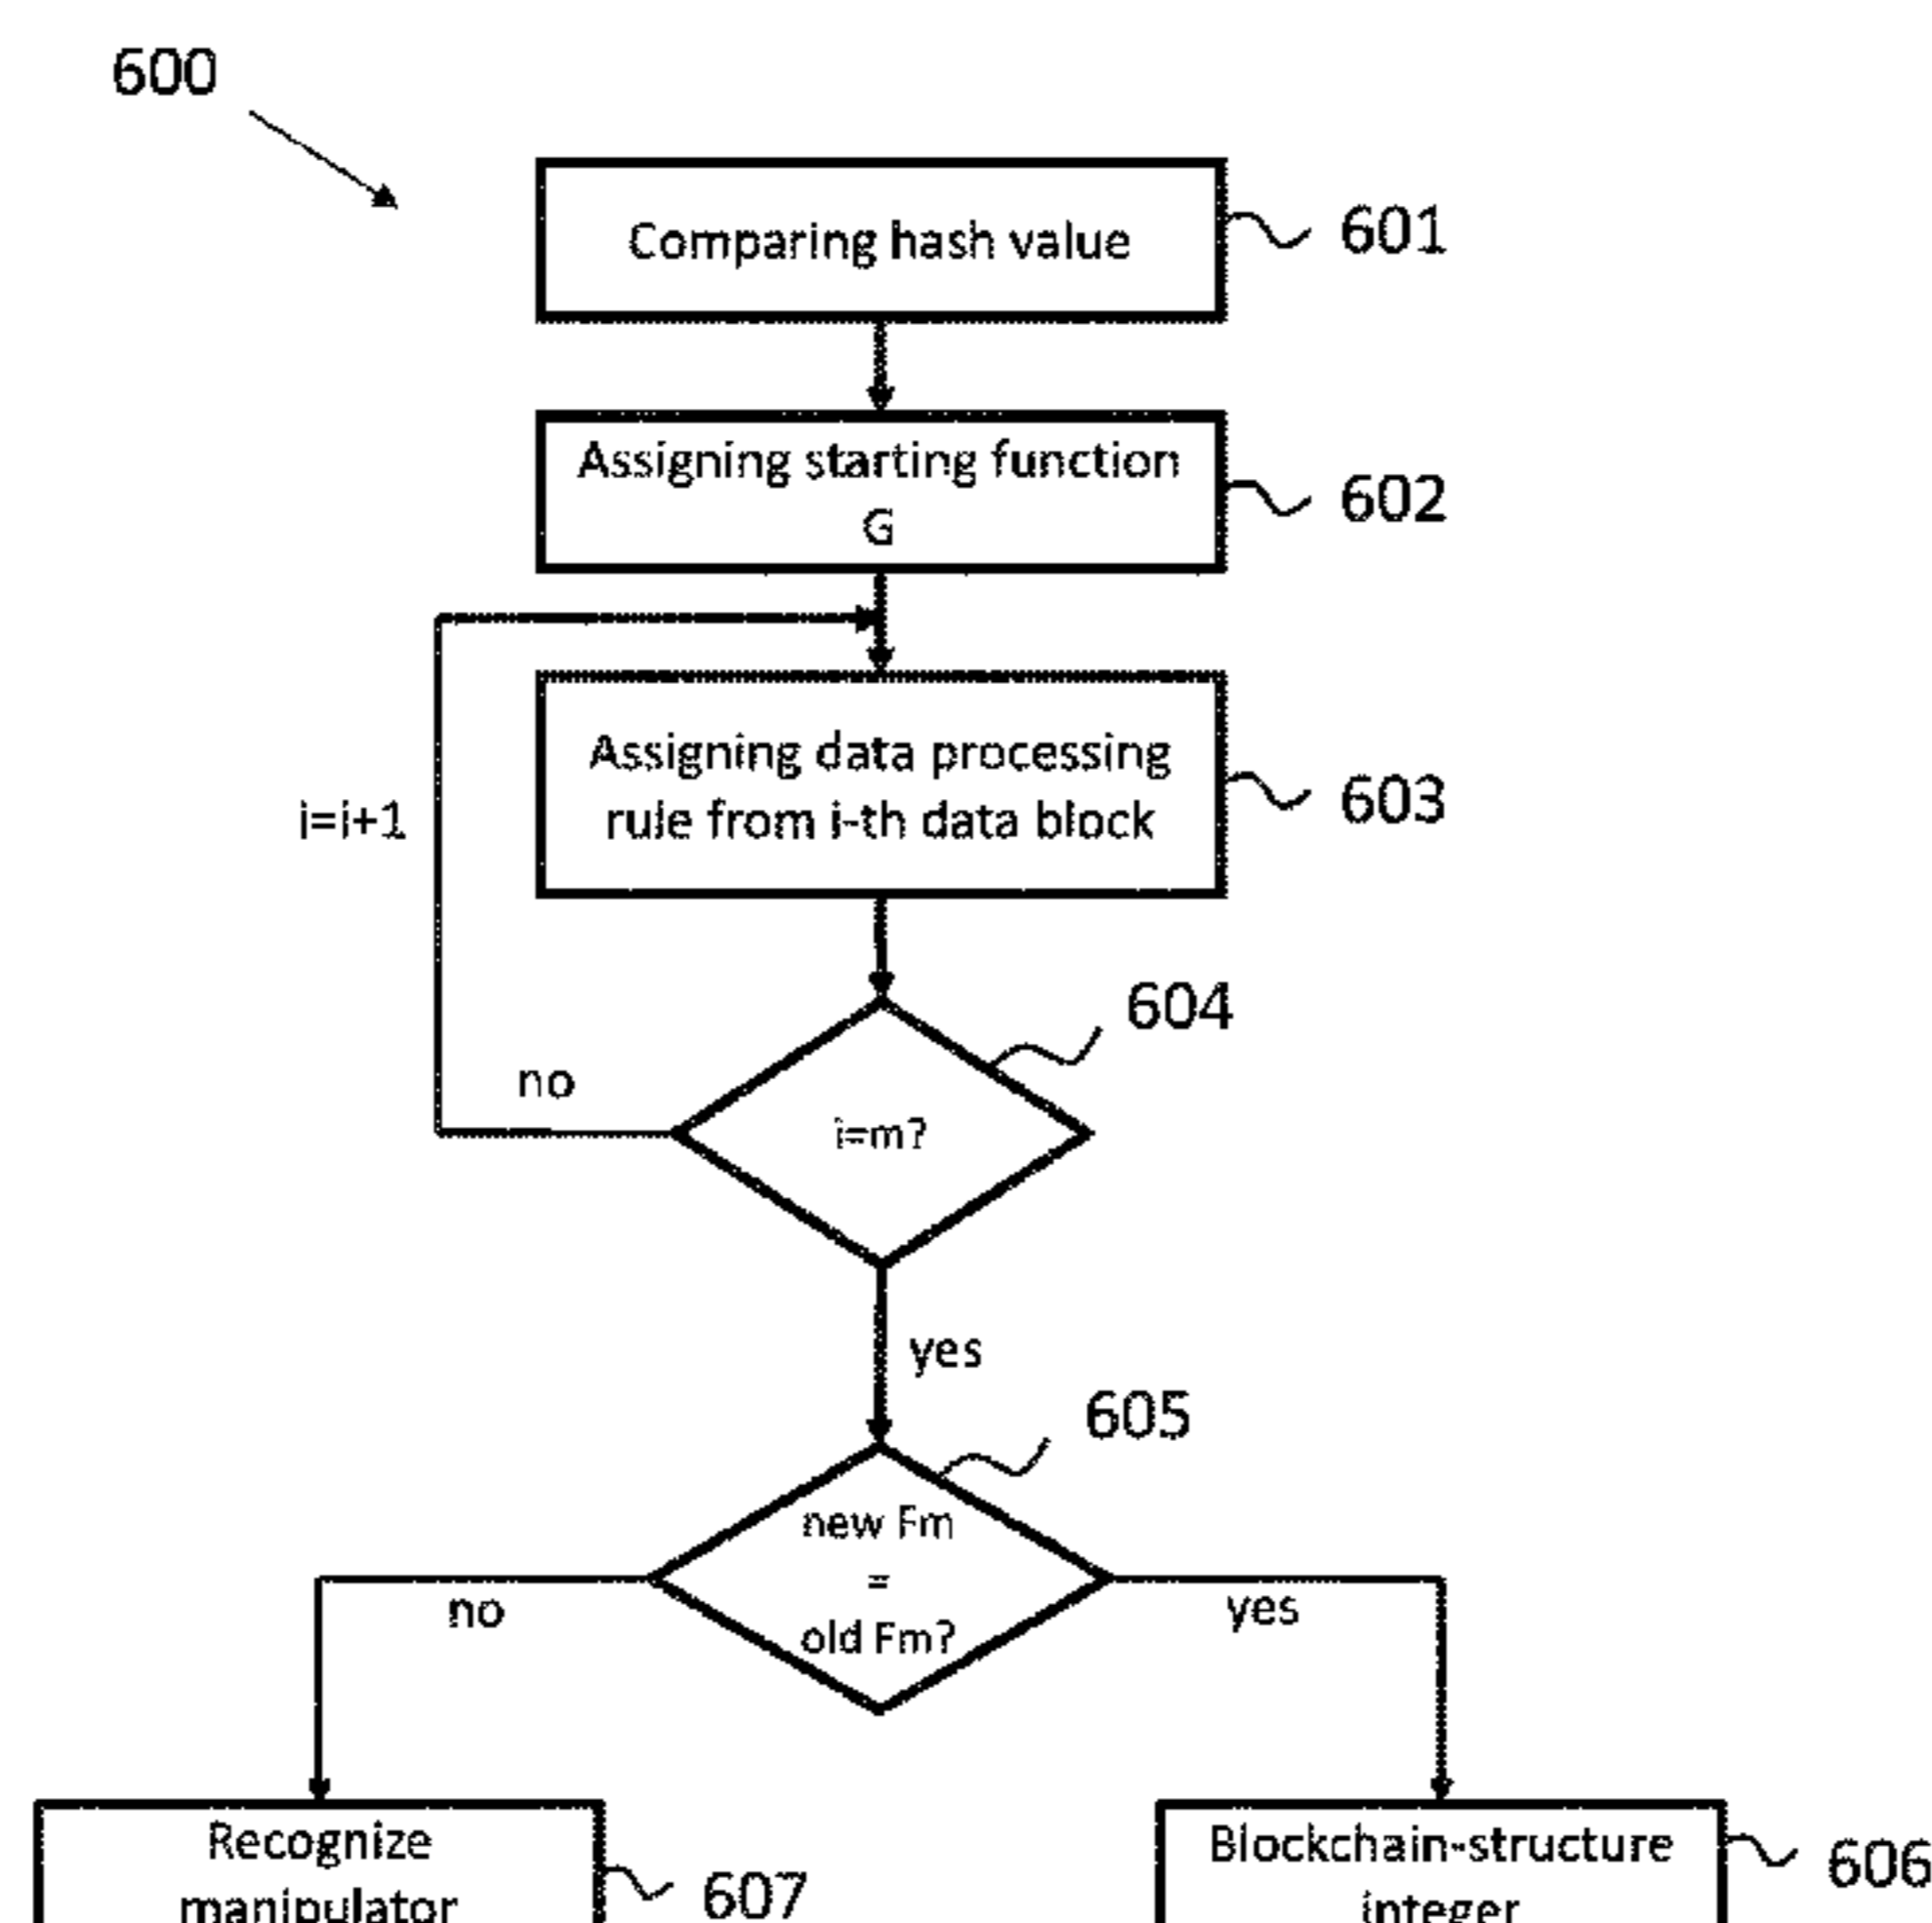 600
Comparing hash value
601
Assigning starting function
G
602
Assigning data processing
rule from i-th data block
603
i=i+1
604
no
i=m?
yes
605
new Fm
=
old Fm?
no
yes
Recognize
manipulator
607
Blockchain-structure
integer
606